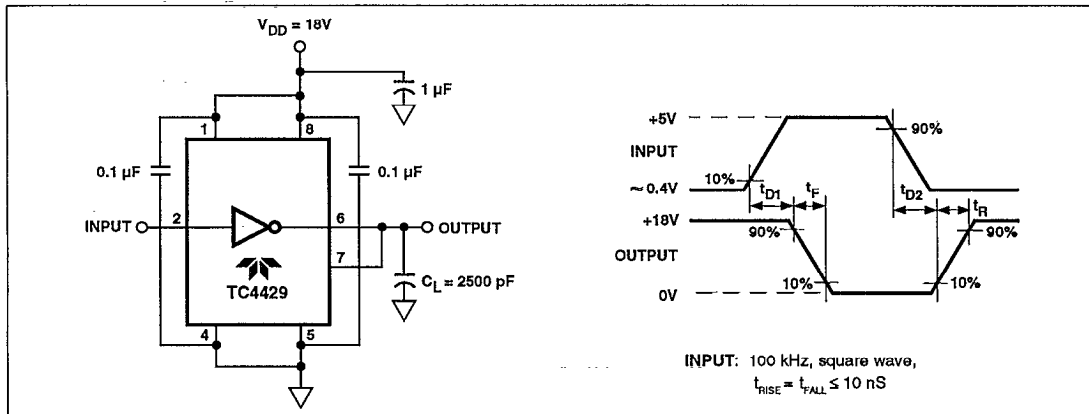 V_DD = 18V
1 µF
1
8
0.1 µF
0.1 µF
INPUT
2
6
OUTPUT
7
TC4429
C_L = 2500 pF
4
5
+5V
INPUT
90%
10%
≈ 0.4V
t_D1
t_F
t_D2
t_R
+18V
90%
90%
OUTPUT
10%
10%
0V
INPUT: 100 kHz, square wave,
t_RISE = t_FALL ≤ 10 nS